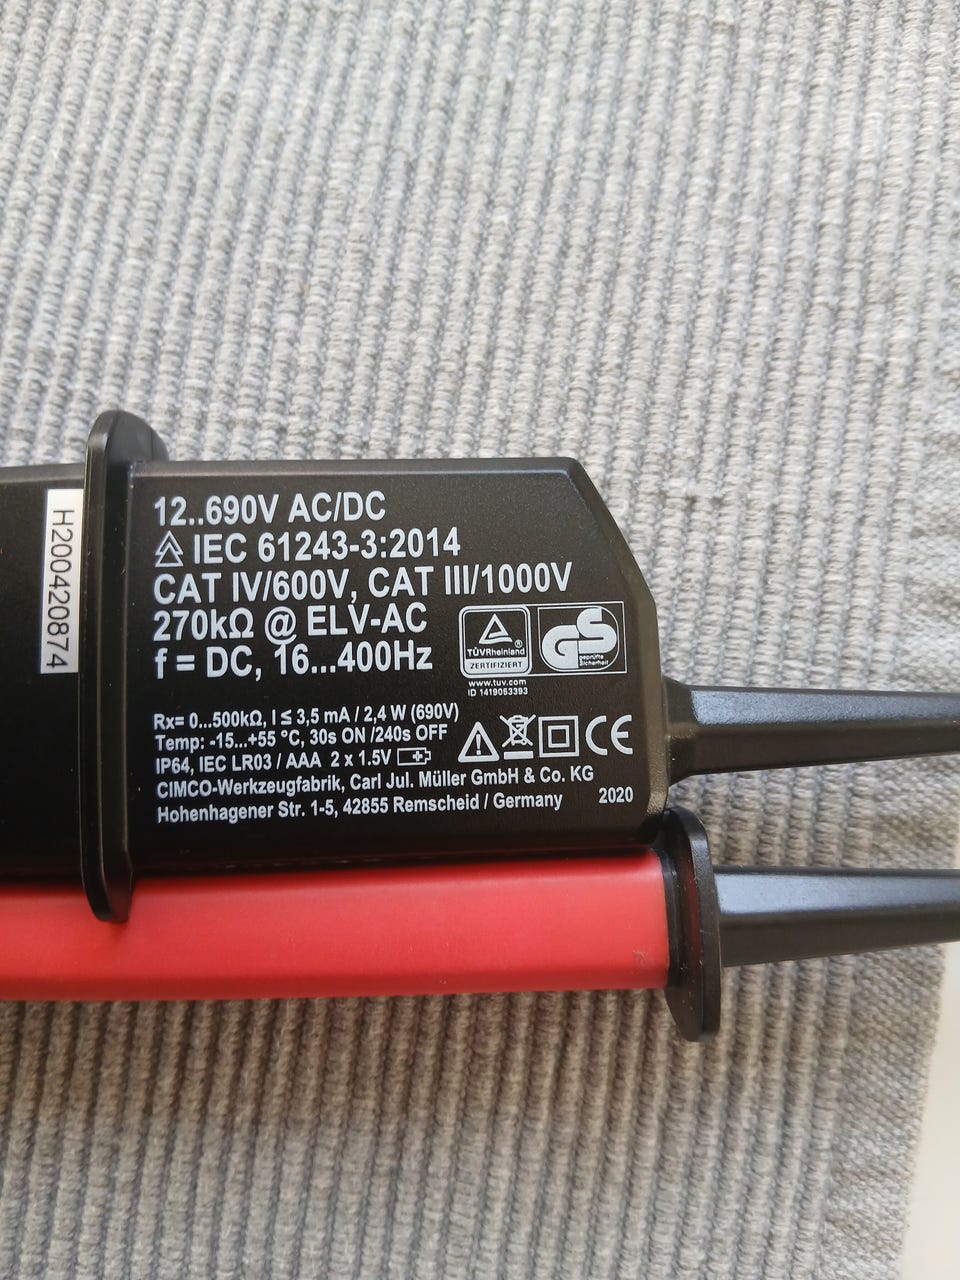 H200420874
12..690V AC/DC
IEC 61243-3:2014
CAT IV/600V, CAT III/1000V
270kΩ @ ELV-AC
f = DC, 16...400Hz
TÜVRheinland ®
ZERTIFIZIERT
GS
geprüfte
Sicherheit
www.tuv.com
ID 1419053393
Rx= 0...500kΩ, I ≤ 3,5 mA / 2,4 W (690V)
Temp: -15...+55 °C, 30s ON /240s OFF
IP64, IEC LR03 / AAA 2 x 1.5V
CE
CIMCO-Werkzeugfabrik, Carl Jul. Müller GmbH & Co. KG
Hohenhagener Str. 1-5, 42855 Remscheid / Germany 2020